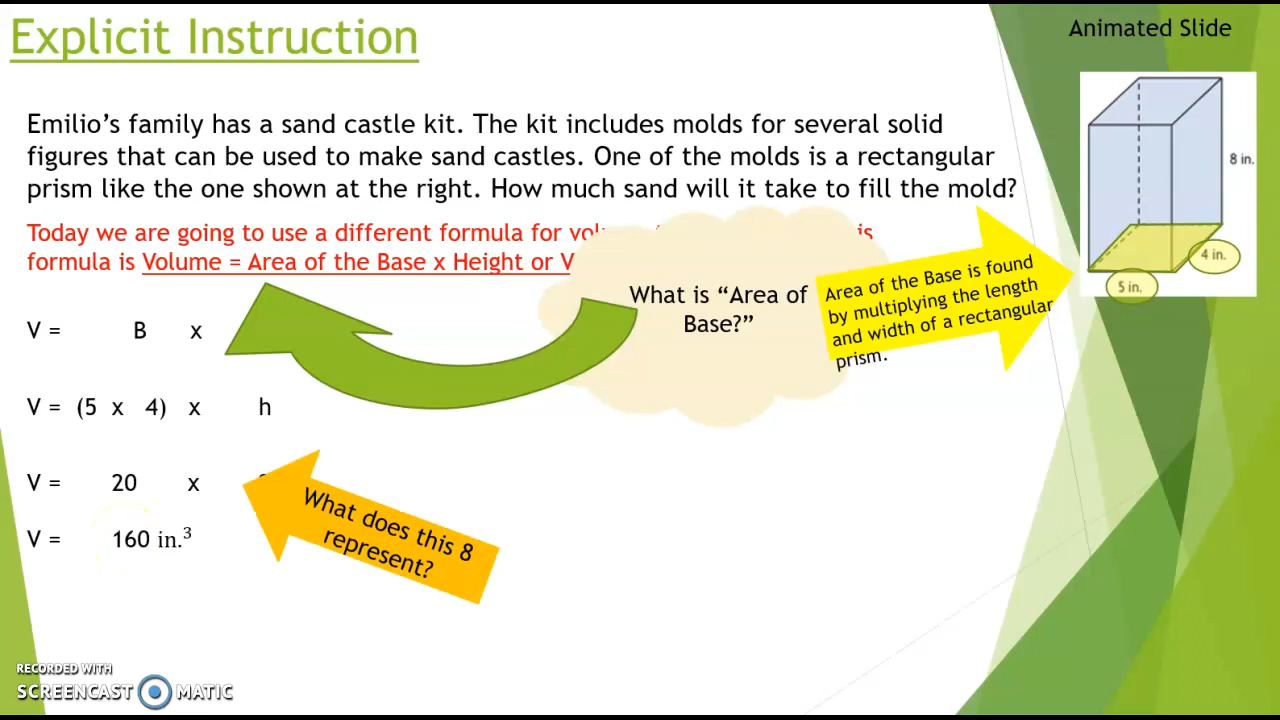 Explicit Instruction
Animated Slide
Emilio’s family has a sand castle kit. The kit includes molds for several solid
figures that can be used to make sand castles. One of the molds is a rectangular
prism like the one shown at the right. How much sand will it take to fill the mold?
8 in.
4 in.
5 in.
Today we are going to use a different formula for is
formula is Volume = Area of the Base x Height or V
What is “Area of
Base?”
Area of the Base is found
by multiplying the length
and width of a rectangular
prism.
V = B x
V = (5 x 4) x h
V = 20 x
What does this 8
represent?
V = 160 in.³
RECORDED WITH
SCREENCAST MATIC